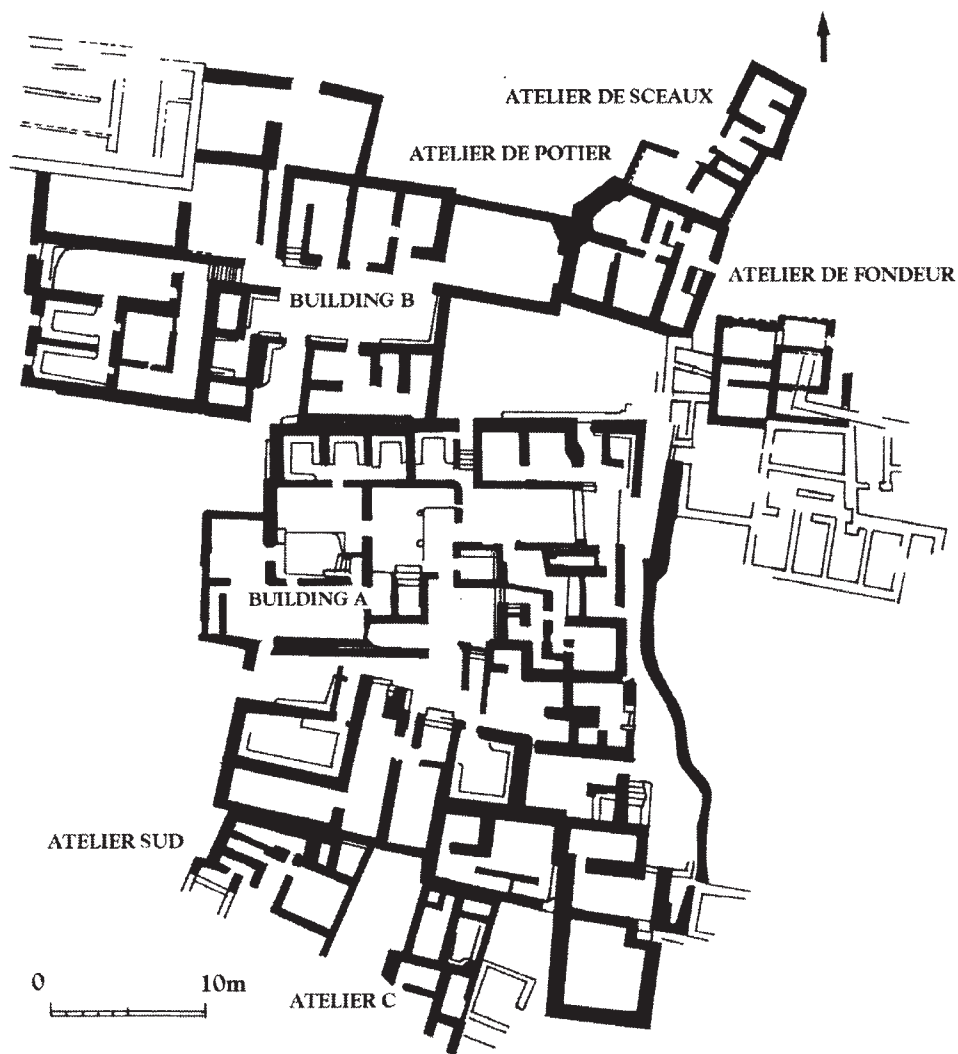 ATELIER DE SCEAUX
ATELIER DE POTIER
ATELIER DE FONDEUR
BUILDING B
BUILDING A
ATELIER SUD
0 10m
ATELIER C